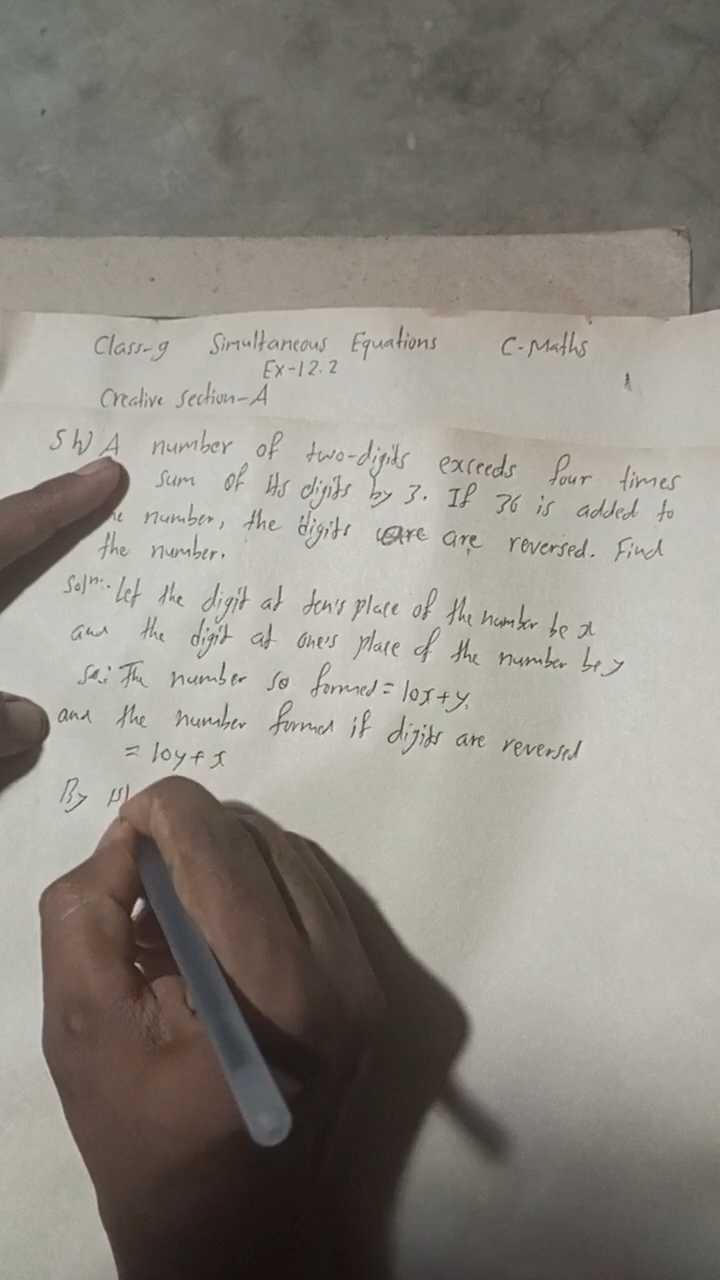 Class-9 Simultaneous Equations C-Maths
Ex-12.2
Creative section-A
A number of two-digits exceeds four times
sum of its digits by 3. If 36 is added to
number, the digits are are reversed. Find
the number.
Solⁿ:- Let the digit at ten's place of the number be x
and the digit at one's place of the number be y
The number so formed = 10x+y,
and the number formed if digits are reversed
= 10y+x
By